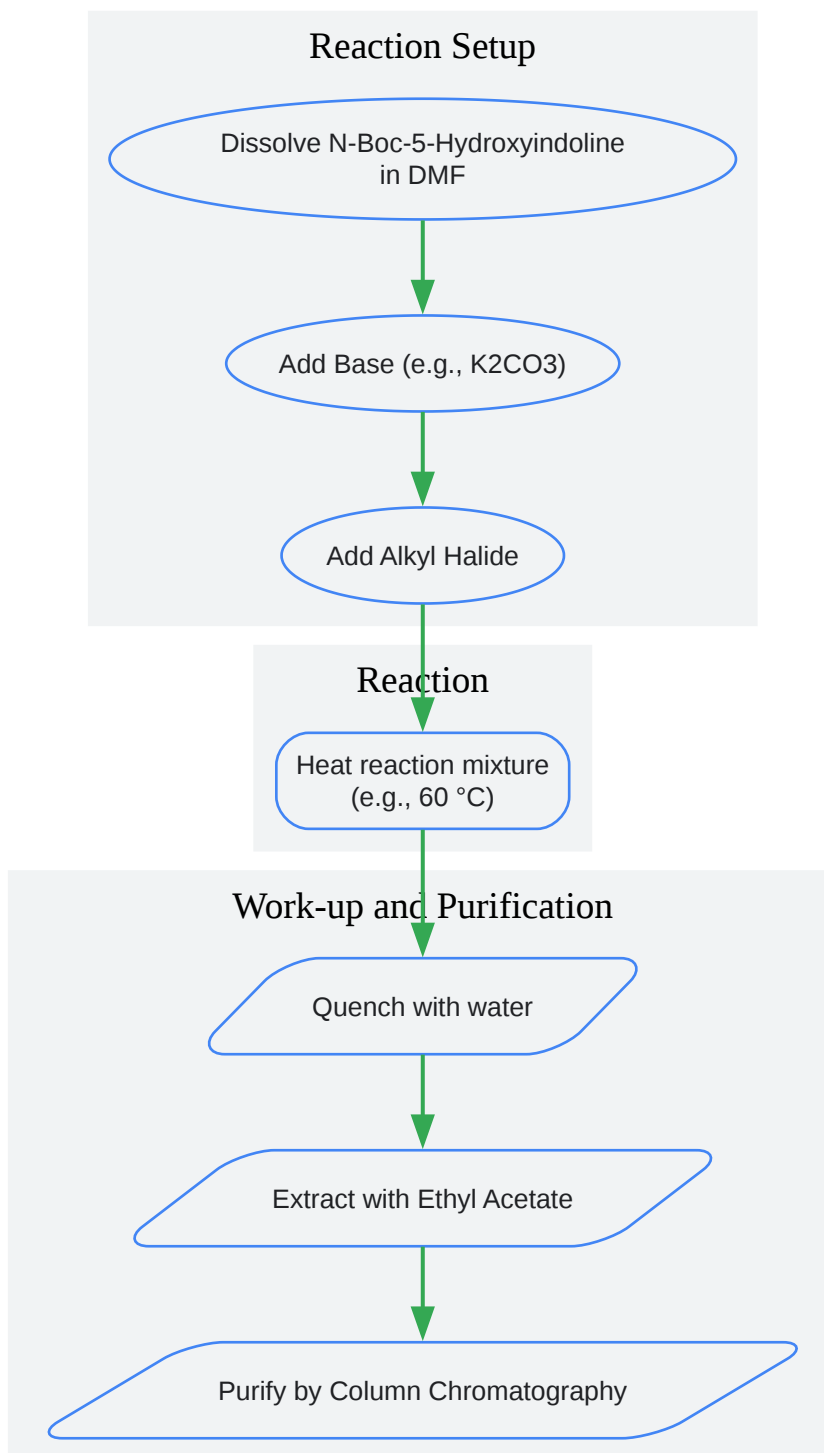 Reaction Setup
Dissolve N-Boc-5-Hydroxyindoline
in DMF
Add Base (e.g., K2CO3)
Add Alkyl Halide
Reaction
Heat reaction mixture
(e.g., 60 °C)
Work-up and Purification
Quench with water
Extract with Ethyl Acetate
Purify by Column Chromatography